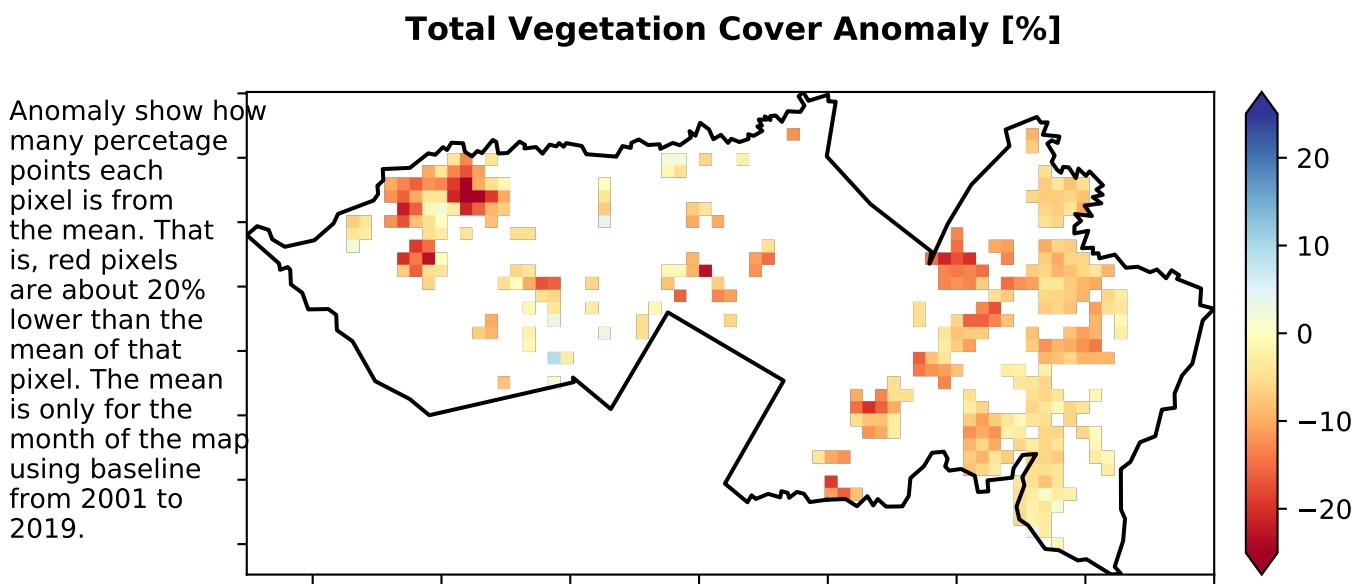 Total Vegetation Cover Anomaly [%]
Anomaly show how
many percetage
points each
pixel is from
the mean. That
is, red pixels
are about 20%
lower than the
mean of that
pixel. The mean
is only for the
month of the map
using baseline
from 2001 to
2019.
20
10
0
−10
−20